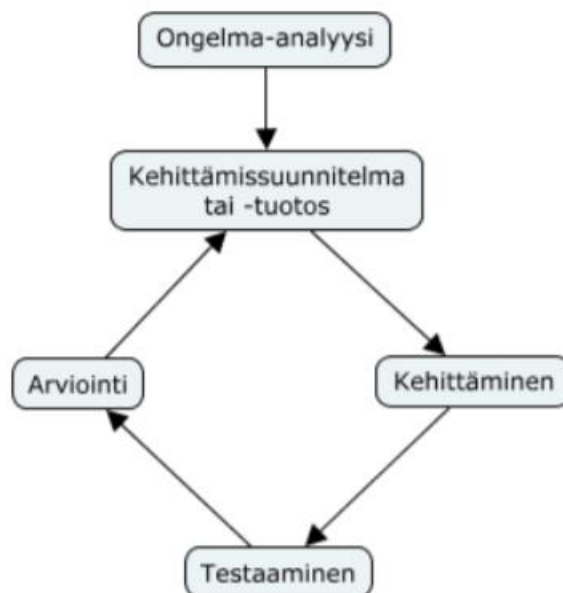 Ongelma-analyysi
Kehittämissuunnitelma
tai -tuotos
Arviointi
Kehittäminen
Testaaminen